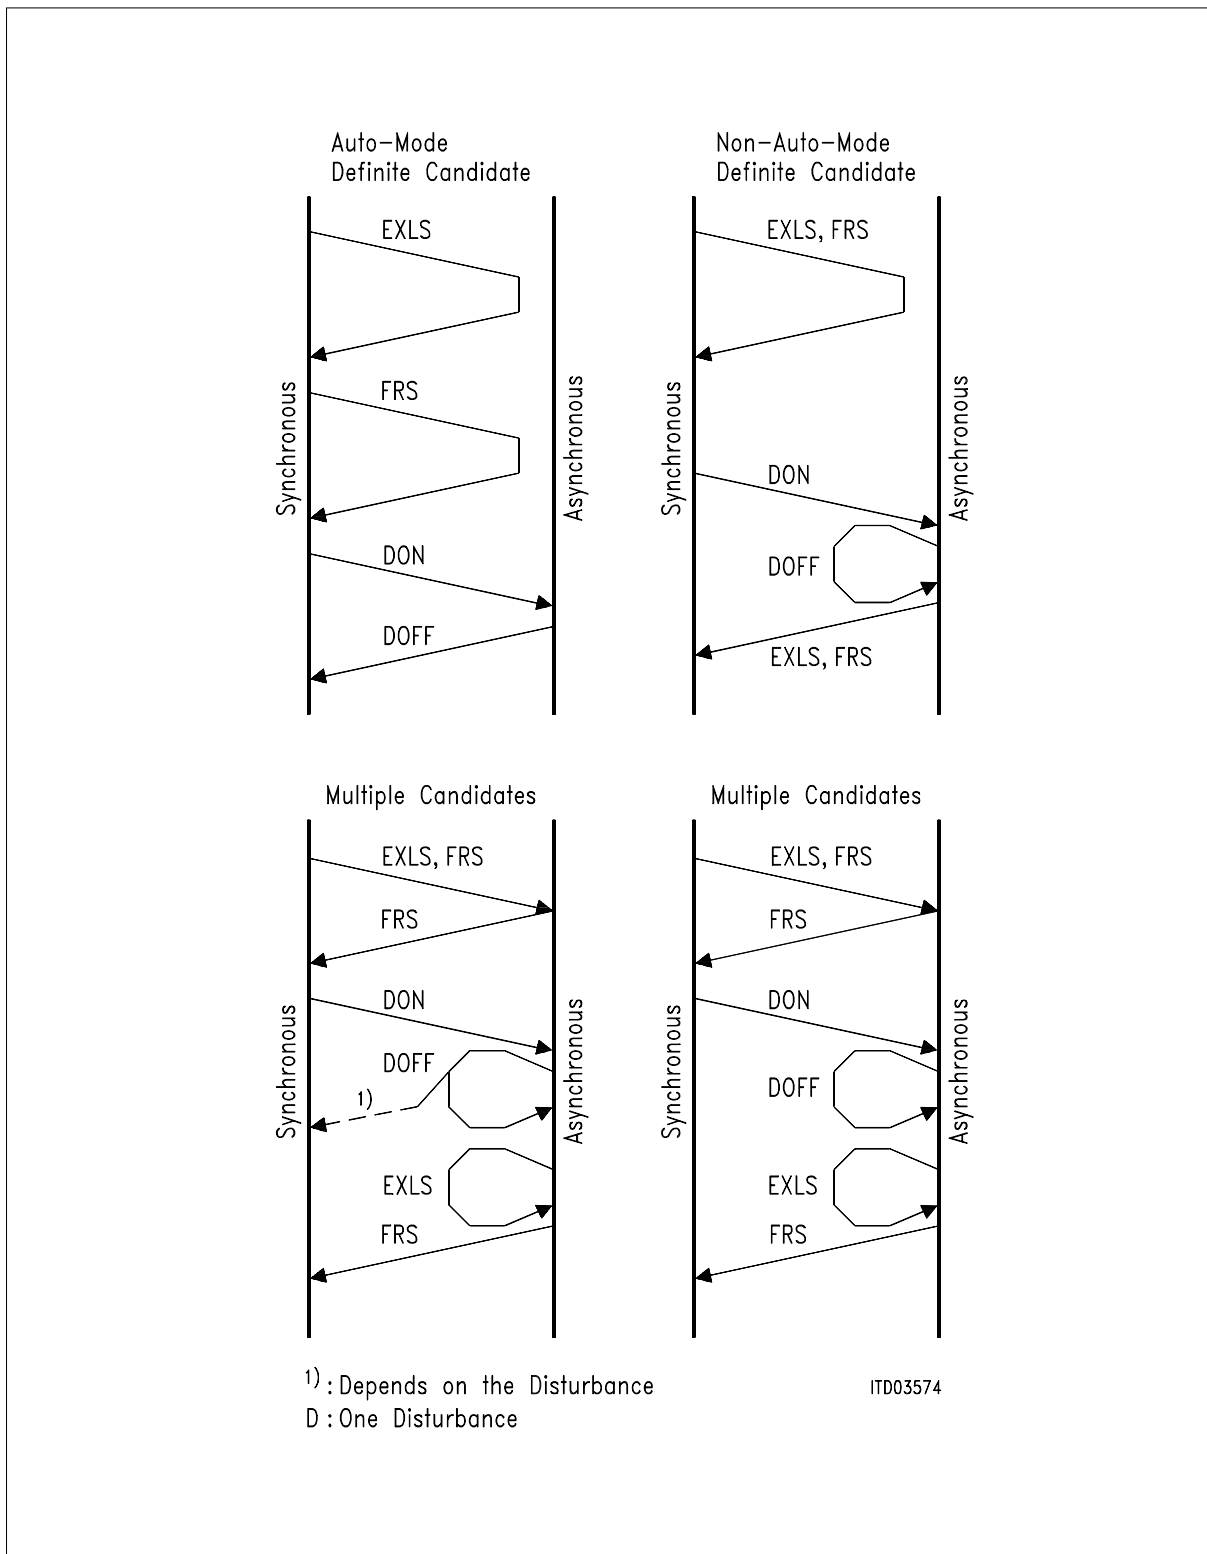 Auto-Mode
Definite Candidate
Non-Auto-Mode
Definite Candidate
EXLS
FRS
DON
DOFF
Synchronous
Asynchronous
EXLS, FRS
DON
DOFF
EXLS, FRS
Synchronous
Asynchronous
Multiple Candidates
Multiple Candidates
EXLS, FRS
FRS
DON
DOFF
1)
EXLS
FRS
Synchronous
Asynchronous
EXLS, FRS
FRS
DON
DOFF
EXLS
FRS
Synchronous
Asynchronous
1) : Depends on the Disturbance
D : One Disturbance
ITD03574